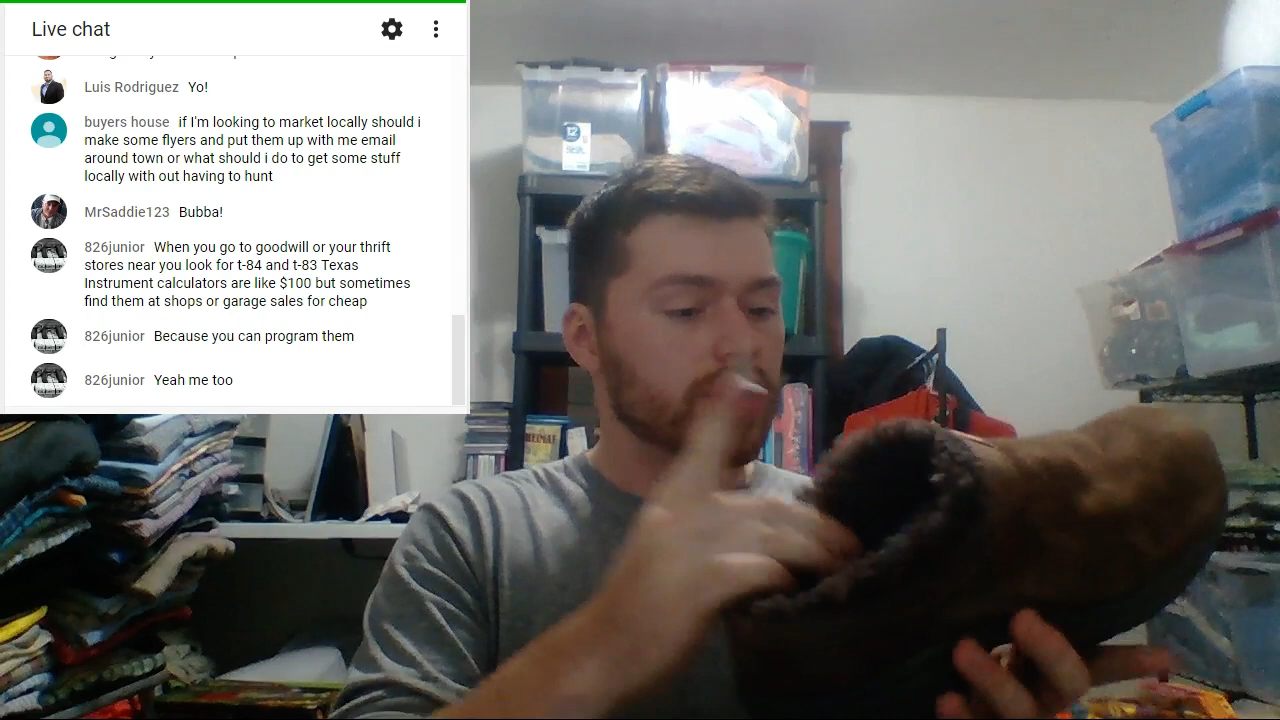 Live chat
Luis Rodriguez Yo!
buyers house if I'm looking to market locally should i
make some flyers and put them up with me email
around town or what should i do to get some stuff
locally with out having to hunt
MrSaddie123 Bubba!
826junior When you go to goodwill or your thrift
stores near you look for t-84 and t-83 Texas
Instrument calculators are like $100 but sometimes
find them at shops or garage sales for cheap
826junior Because you can program them
826junior Yeah me too
12